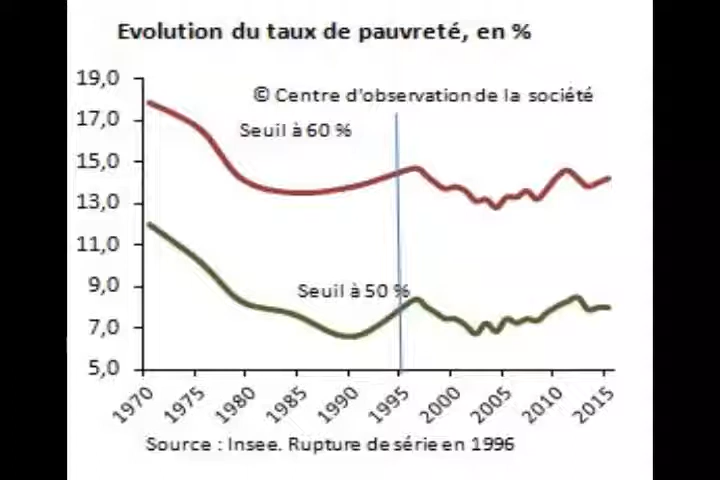 Evolution du taux de pauvreté, en %
© Centre d'observation de la société
Seuil à 60 %
Seuil à 50 %
19,0
17,0
15,0
13,0
11,0
9,0
7,0
5,0
1970 1975 1980 1985 1990 1995 2000 2005 2010 2015
Source : Insee. Rupture de série en 1996